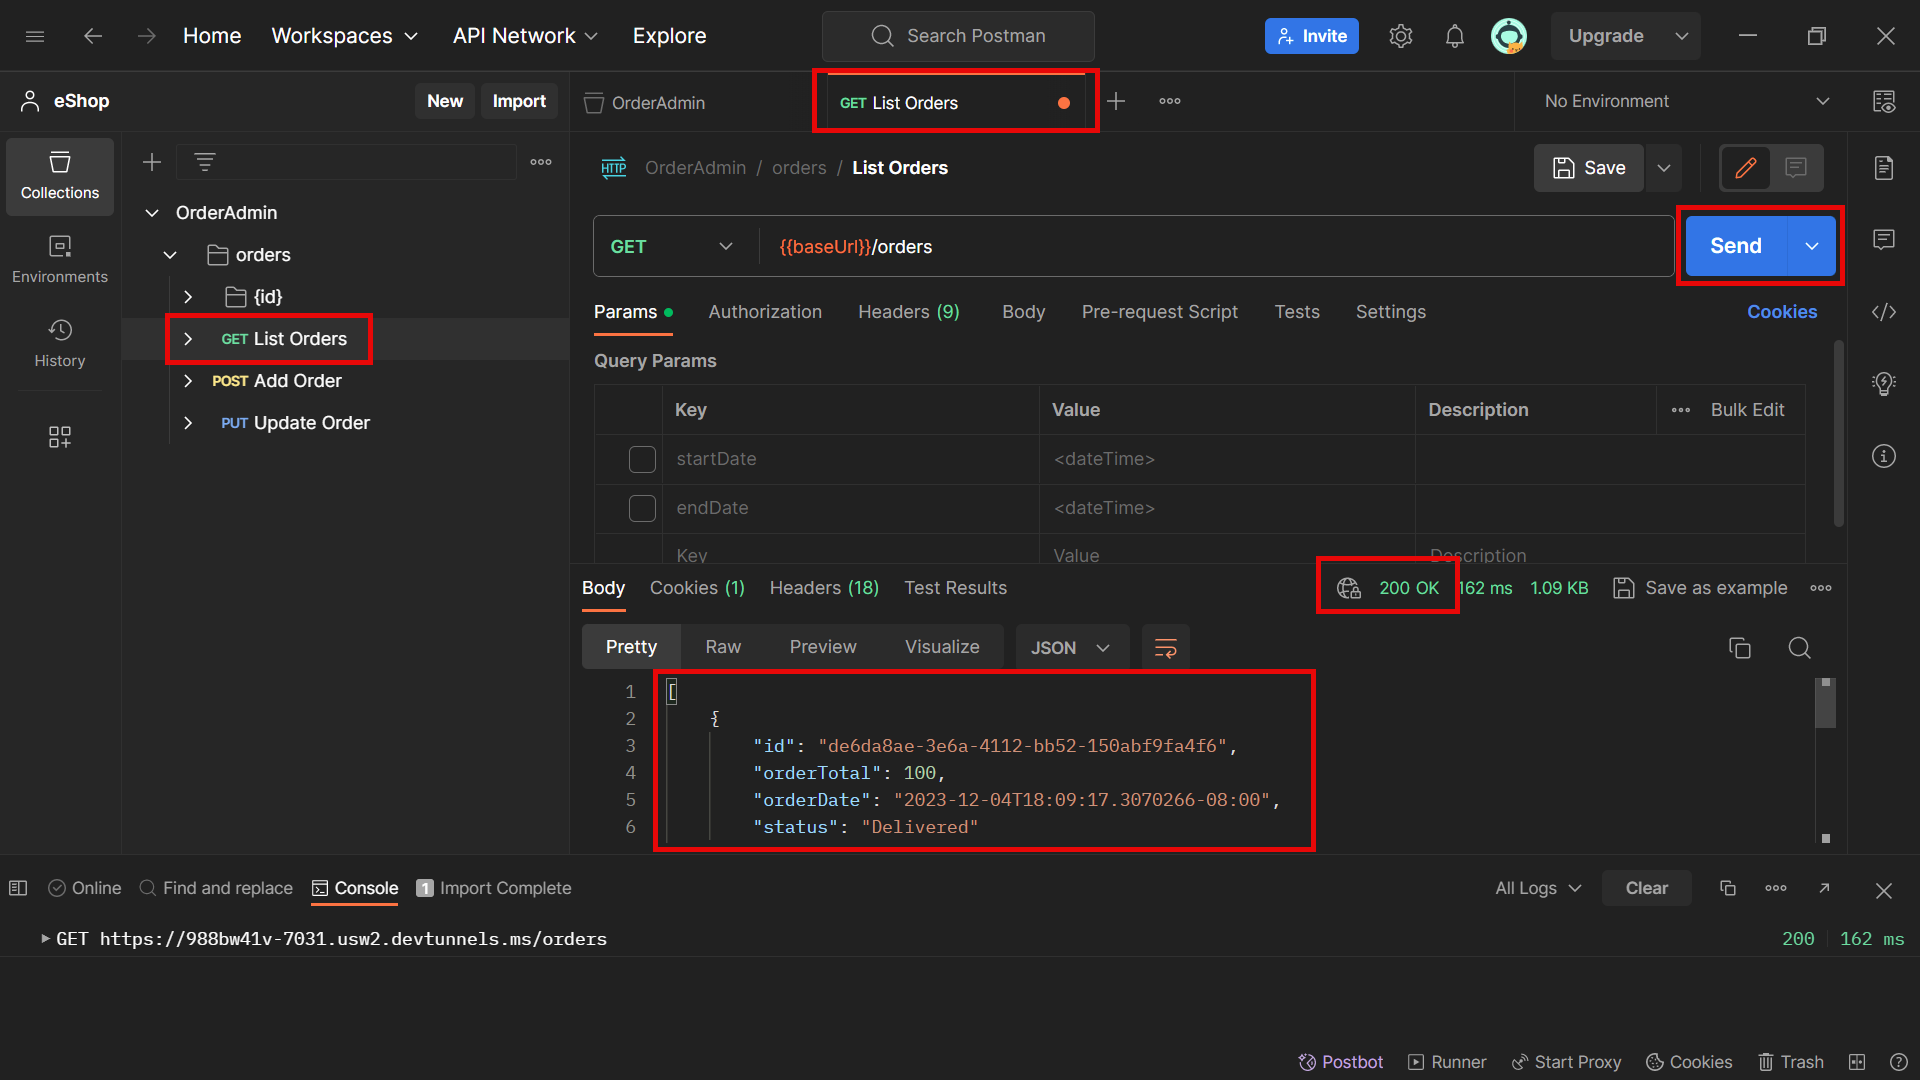 Home Workspaces API Network Explore Search Postman Invite Upgrade
eShop New Import OrderAdmin GET List Orders No Environment
HTTP OrderAdmin / orders / List Orders Save
Collections
Environments
History
OrderAdmin
orders
{id}
GET List Orders
POST Add Order
PUT Update Order
GET {{baseUrl}}/orders Send
Params Authorization Headers (9) Body Pre-request Script Tests Settings Cookies
Query Params
Key Value Description Bulk Edit
startDate <dateTime>
endDate <dateTime>
Key Value Description
Body Cookies (1) Headers (18) Test Results 200 OK 162 ms 1.09 KB Save as example
Pretty Raw Preview Visualize JSON
1 [
2 {
3 "id": "de6da8ae-3e6a-4112-bb52-150abf9fa4f6",
4 "orderTotal": 100,
5 "orderDate": "2023-12-04T18:09:17.3070266-08:00",
6 "status": "Delivered"
Online Find and replace Console 1 Import Complete All Logs Clear
GET https://988bw41v-7031.usw2.devtunnels.ms/orders 200 162 ms
Postbot Runner Start Proxy Cookies Trash